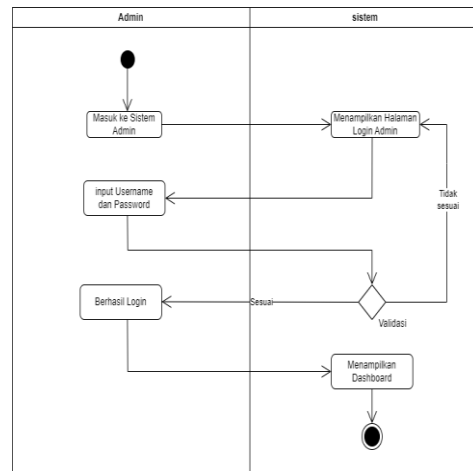 Admin
sistem
Masuk ke Sistem
Admin
Menampilkan Halaman
Login Admin
input Username
dan Password
Tidak
sesuai
Berhasil Login
Sesuai
Validasi
Menampilkan
Dashboard